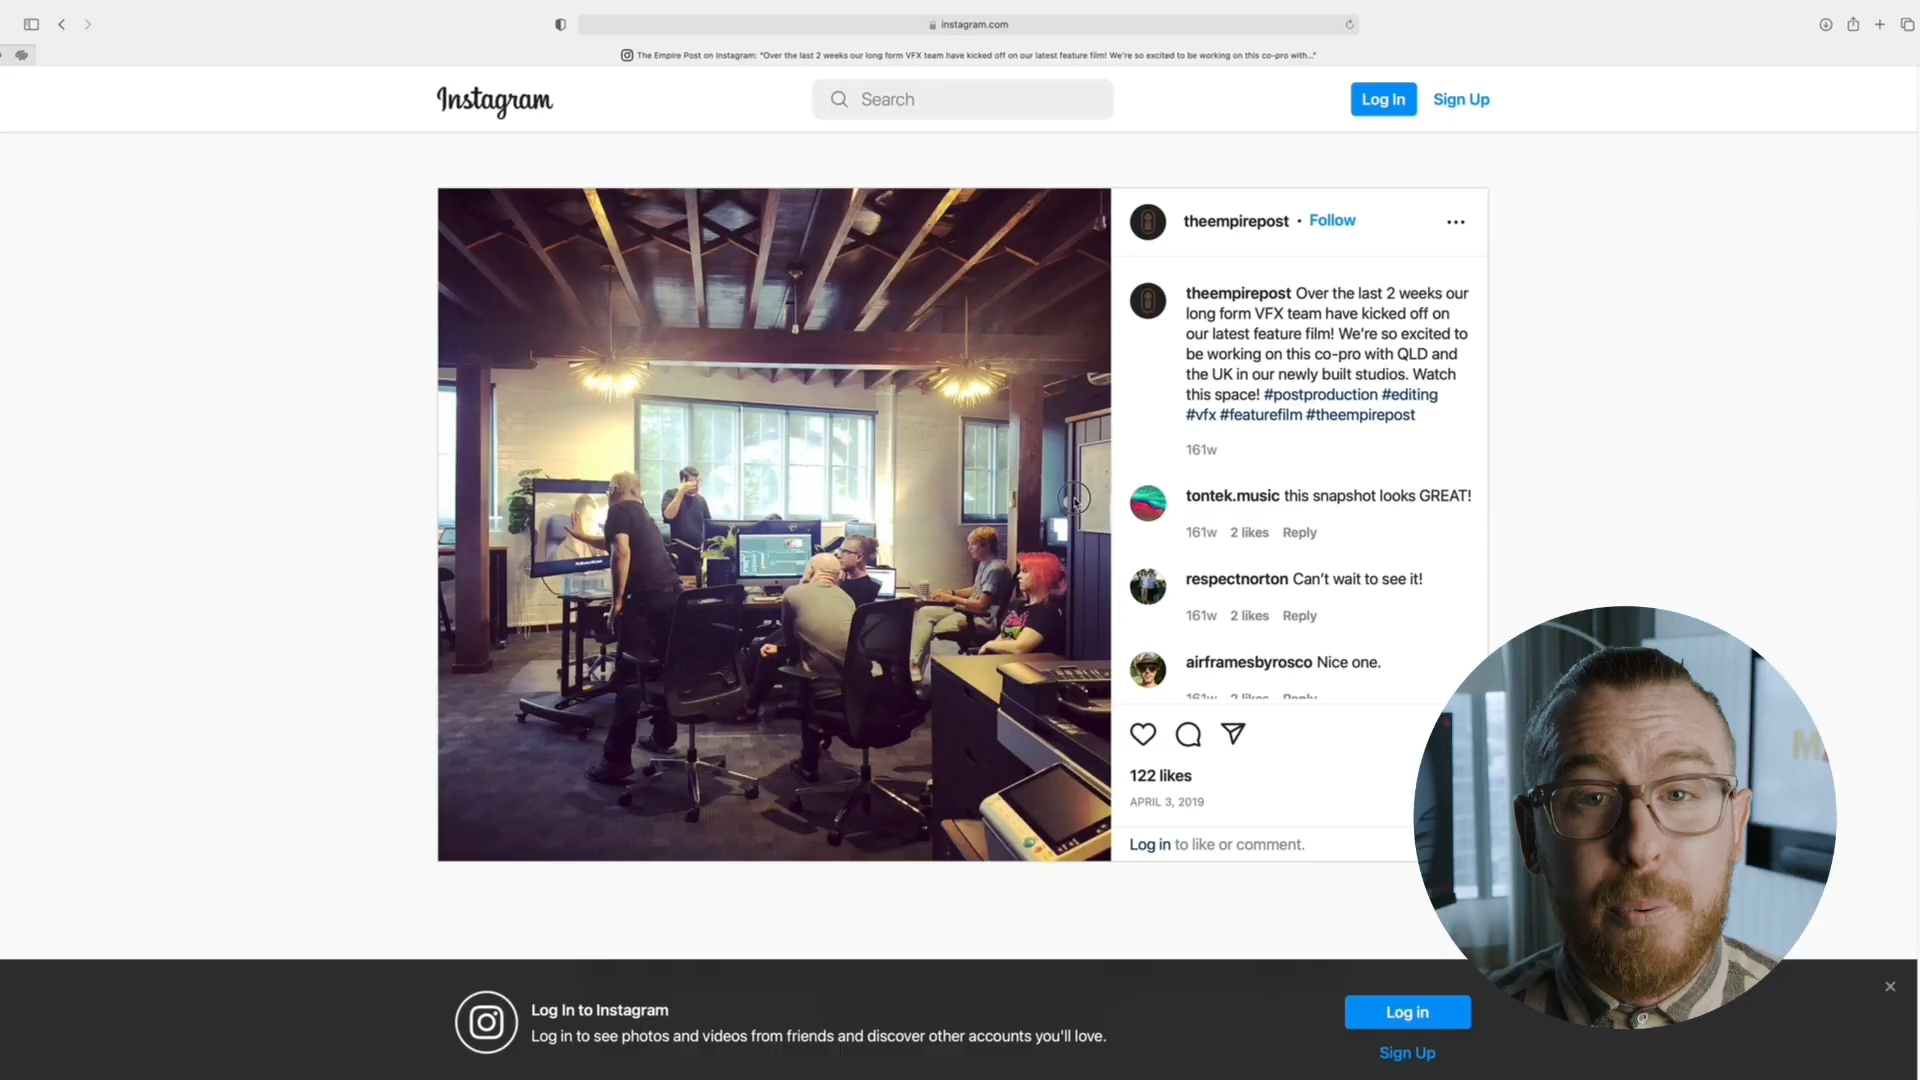 instagram.com
The Empire Post on Instagram: "Over the last 2 weeks our long form VFX team have kicked off on our latest feature film! We're so excited to be working on this co-pro with..."
Instagram
Search
Log In
Sign Up
theempirepost • Follow
theempirepost Over the last 2 weeks our
long form VFX team have kicked off on
our latest feature film! We're so excited to
be working on this co-pro with QLD and
the UK in our newly built studios. Watch
this space! #postproduction #editing
#vfx #featurefilm #theempirepost
161w
tontek.music this snapshot looks GREAT!
161w 2 likes Reply
respectnorton Can't wait to see it!
161w 2 likes Reply
airframesbyrosco Nice one.
161w 2 likes Reply
122 likes
APRIL 3, 2019
Log in to like or comment.
Log In to Instagram
Log in to see photos and videos from friends and discover other accounts you'll love.
Log in
Sign Up